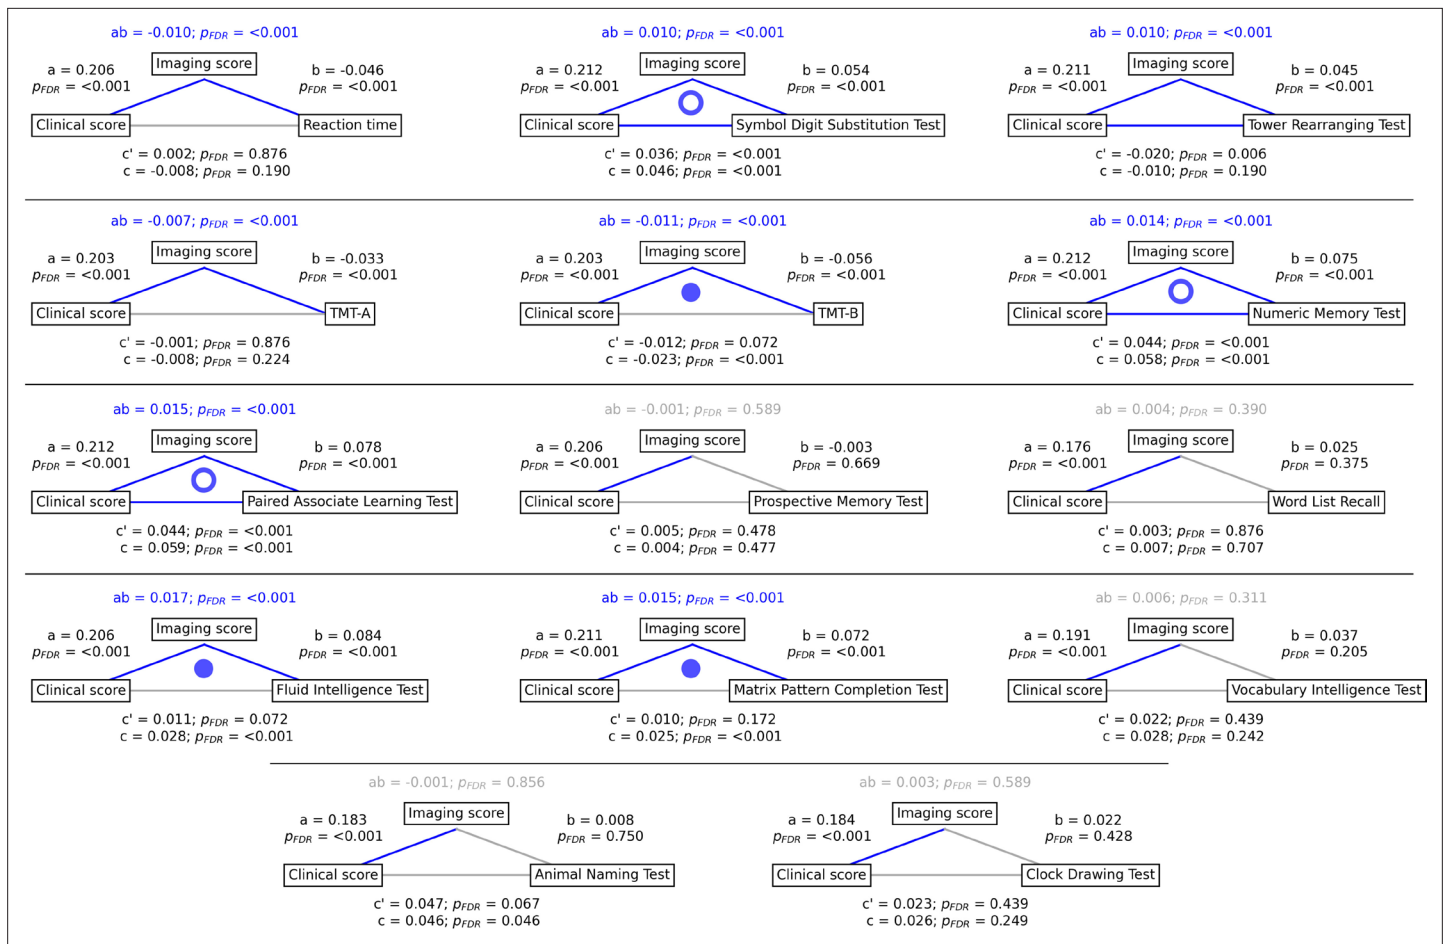 ab = -0.010; pFDR = <0.001
Imaging score
a = 0.206
pFDR = <0.001
b = -0.046
pFDR = <0.001
Clinical score
Reaction time
c' = 0.002; pFDR = 0.876
c = -0.008; pFDR = 0.190
ab = 0.010; pFDR = <0.001
Imaging score
a = 0.212
pFDR = <0.001
b = 0.054
pFDR = <0.001
Clinical score
Symbol Digit Substitution Test
c' = 0.036; pFDR = <0.001
c = 0.046; pFDR = <0.001
ab = 0.010; pFDR = <0.001
Imaging score
a = 0.211
pFDR = <0.001
b = 0.045
pFDR = <0.001
Clinical score
Tower Rearranging Test
c' = -0.020; pFDR = 0.006
c = -0.010; pFDR = 0.190
ab = -0.007; pFDR = <0.001
Imaging score
a = 0.203
pFDR = <0.001
b = -0.033
pFDR = <0.001
Clinical score
TMT-A
c' = -0.001; pFDR = 0.876
c = -0.008; pFDR = 0.224
ab = -0.011; pFDR = <0.001
Imaging score
a = 0.203
pFDR = <0.001
b = -0.056
pFDR = <0.001
Clinical score
TMT-B
c' = -0.012; pFDR = 0.072
c = -0.023; pFDR = <0.001
ab = 0.014; pFDR = <0.001
Imaging score
a = 0.212
pFDR = <0.001
b = 0.075
pFDR = <0.001
Clinical score
Numeric Memory Test
c' = 0.044; pFDR = <0.001
c = 0.058; pFDR = <0.001
ab = 0.015; pFDR = <0.001
Imaging score
a = 0.212
pFDR = <0.001
b = 0.078
pFDR = <0.001
Clinical score
Paired Associate Learning Test
c' = 0.044; pFDR = <0.001
c = 0.059; pFDR = <0.001
ab = -0.001; pFDR = 0.589
Imaging score
a = 0.206
pFDR = <0.001
b = -0.003
pFDR = 0.669
Clinical score
Prospective Memory Test
c' = 0.005; pFDR = 0.478
c = 0.004; pFDR = 0.477
ab = 0.004; pFDR = 0.390
Imaging score
a = 0.176
pFDR = <0.001
b = 0.025
pFDR = 0.375
Clinical score
Word List Recall
c' = 0.003; pFDR = 0.876
c = 0.007; pFDR = 0.707
ab = 0.017; pFDR = <0.001
Imaging score
a = 0.206
pFDR = <0.001
b = 0.084
pFDR = <0.001
Clinical score
Fluid Intelligence Test
c' = 0.011; pFDR = 0.072
c = 0.028; pFDR = <0.001
ab = 0.015; pFDR = <0.001
Imaging score
a = 0.211
pFDR = <0.001
b = 0.072
pFDR = <0.001
Clinical score
Matrix Pattern Completion Test
c' = 0.010; pFDR = 0.172
c = 0.025; pFDR = <0.001
ab = 0.006; pFDR = 0.311
Imaging score
a = 0.191
pFDR = <0.001
b = 0.037
pFDR = 0.205
Clinical score
Vocabulary Intelligence Test
c' = 0.022; pFDR = 0.439
c = 0.028; pFDR = 0.242
ab = -0.001; pFDR = 0.856
Imaging score
a = 0.183
pFDR = <0.001
b = 0.008
pFDR = 0.750
Clinical score
Animal Naming Test
c' = 0.047; pFDR = 0.067
c = 0.046; pFDR = 0.046
ab = 0.003; pFDR = 0.589
Imaging score
a = 0.184
pFDR = <0.001
b = 0.022
pFDR = 0.428
Clinical score
Clock Drawing Test
c' = 0.023; pFDR = 0.439
c = 0.026; pFDR = 0.249